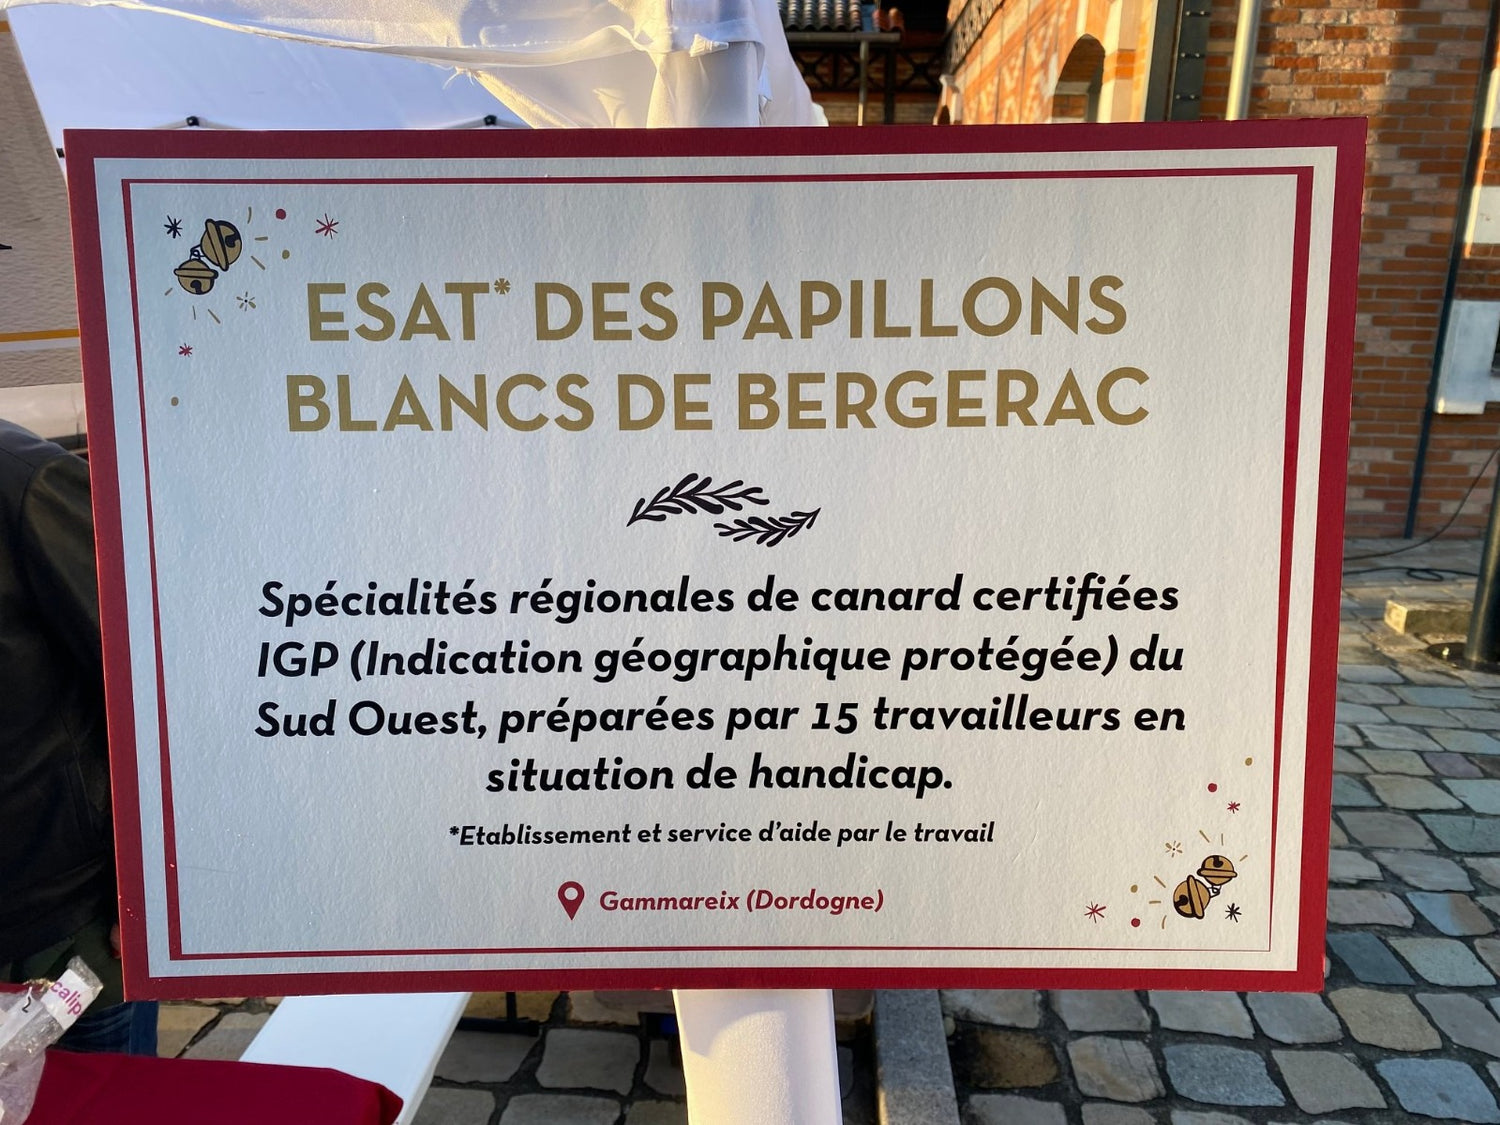 ESAT* DES PAPILLONS
BLANCS DE BERGERAC
Spécialités régionales de canard certifiées
IGP (Indication géographique protégée) du
Sud Ouest, préparées par 15 travailleurs en
situation de handicap.
*Etablissement et service d'aide par le travail
Gammareix (Dordogne)